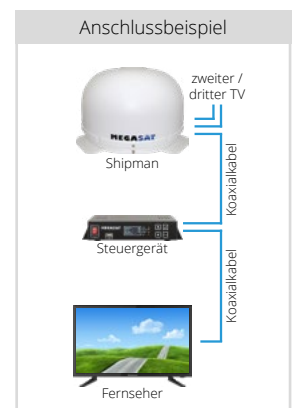 Anschlussbeispiel
zweiter /
dritter TV
MEGASAT
Shipman
Koaxialkabel
Steuergerät
Koaxialkabel
Fernseher